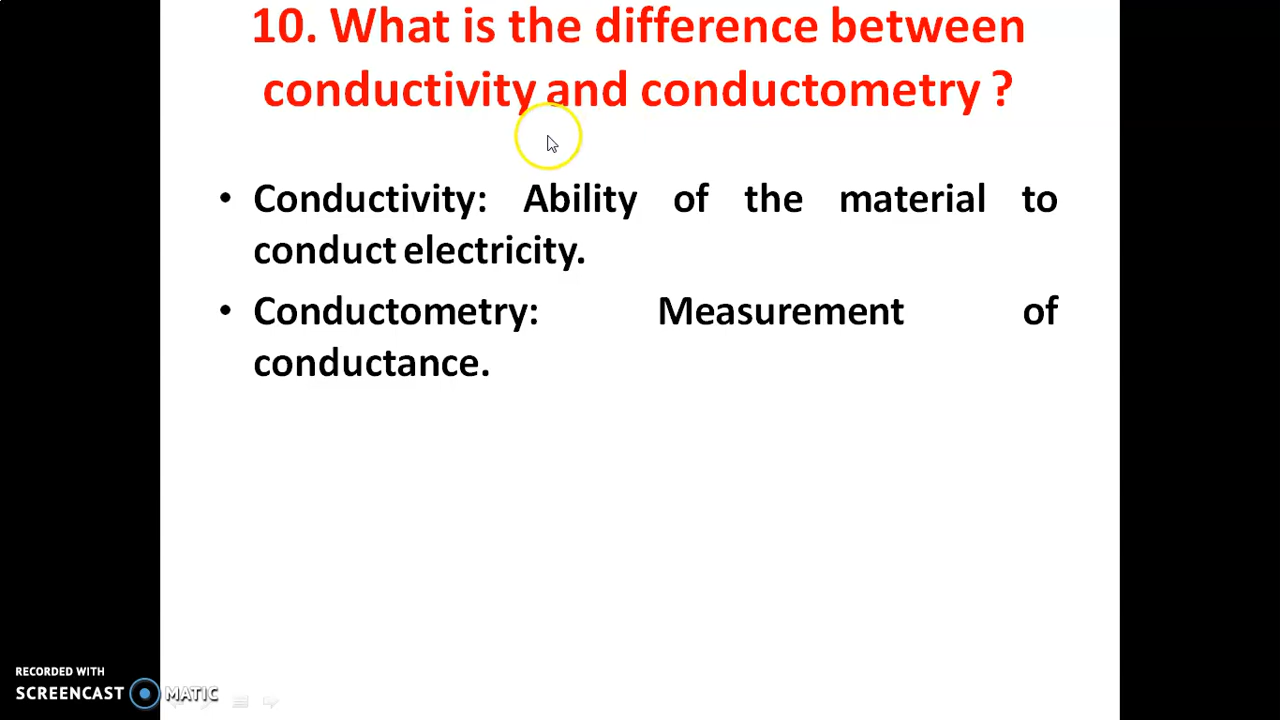 10. What is the difference between
conductivity and conductometry ?
• Conductivity: Ability of the material to
conduct electricity.
• Conductometry: Measurement of
conductance.
RECORDED WITH
SCREENCAST MATIC